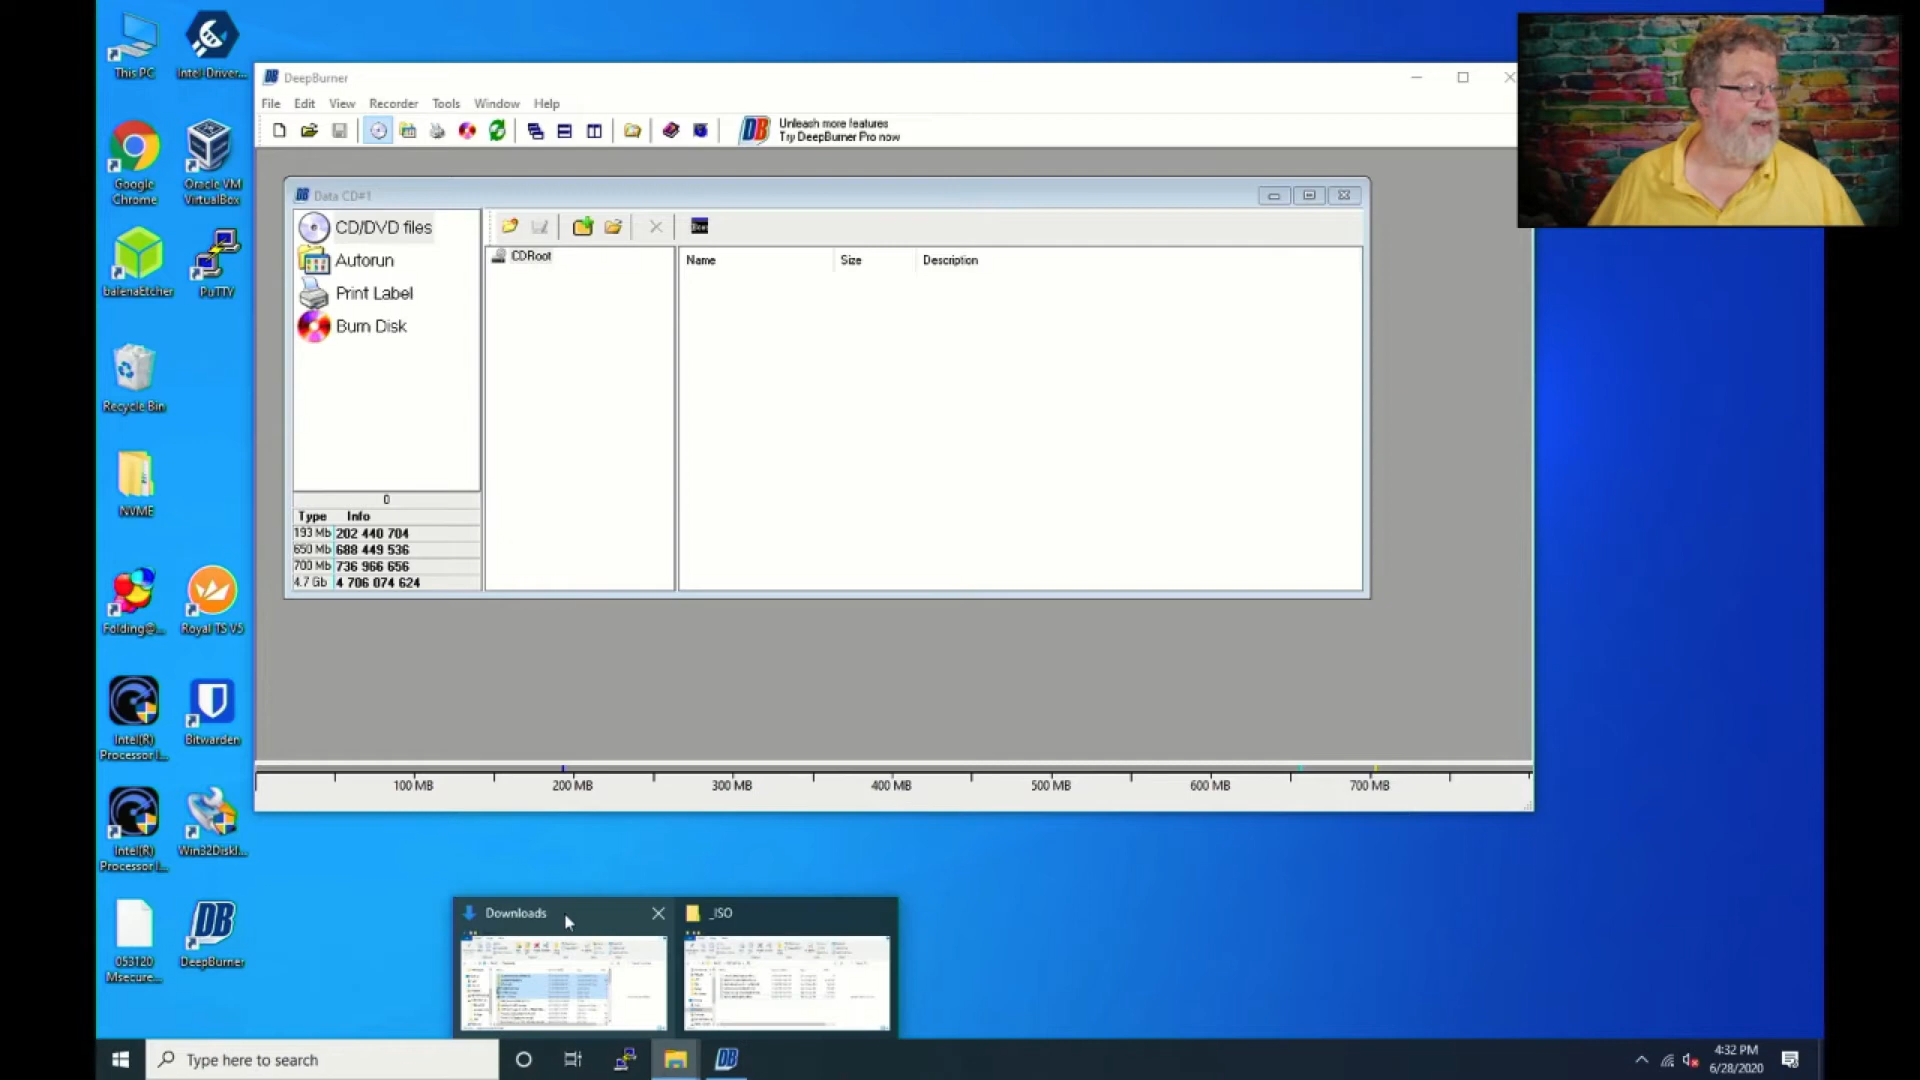 This PC
Intel Driver...
Google
Chrome
Oracle VM
VirtualBox
balenaEtcher
PuTTY
Recycle Bin
NVME
Folding@...
Royal TS V5
Intel(R)
Processor I...
Bitwarden
Intel(R)
Processor I...
Win32DiskI...
053120
Msecure...
DeepBurner
DB DeepBurner
File Edit View Recorder Tools Window Help
DB
Unleash more features
Try DeepBurner Pro now
DB Data CD#1
CD/DVD files
Autorun
Print Label
Burn Disk
0
Type Info
193 Mb 202 440 704
650 Mb 688 449 536
700 Mb 736 966 656
4.7 Gb 4 706 074 624
CDRoot
Name Size Description
100 MB 200 MB 300 MB 400 MB 500 MB 600 MB 700 MB
Downloads
_ISO
Type here to search
DB
4:32 PM
6/28/2020